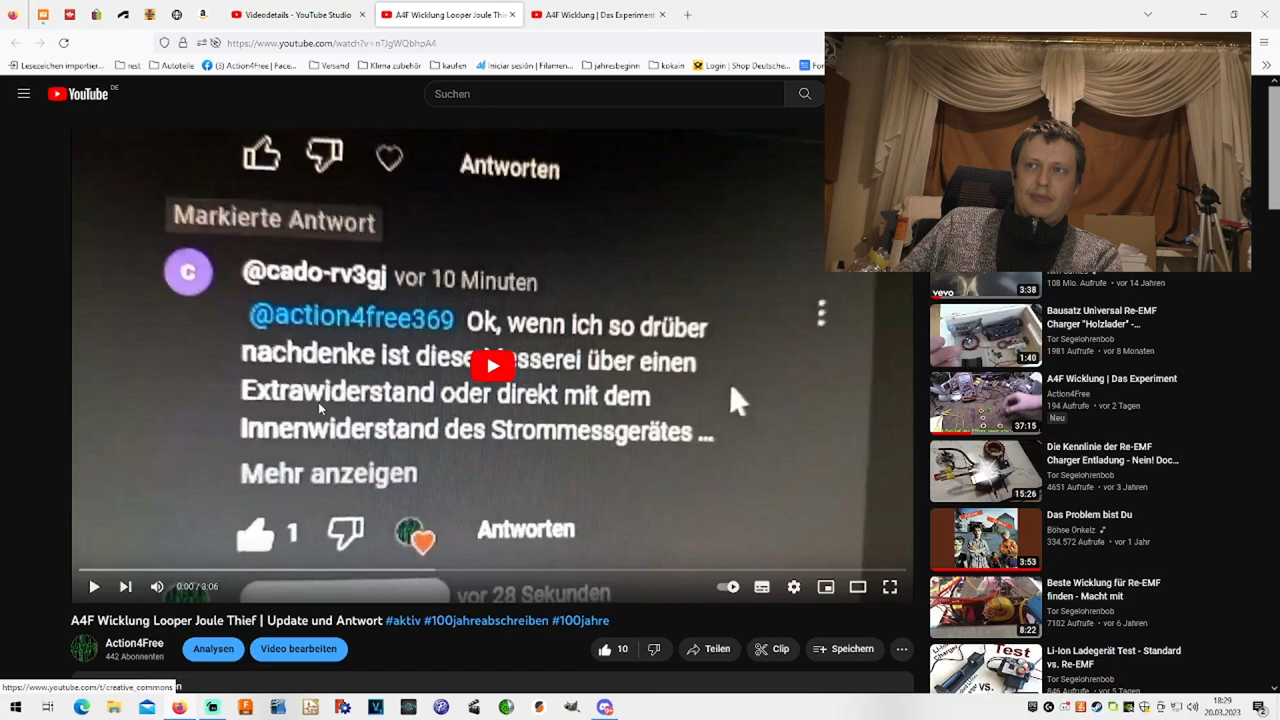 Videodetails - YouTube Studio
A4F Wicklung Looper Joule Thief
A4F Wicklung | Das Experiment
https://www.youtube.com/watch?v=nTJgWQbhpA4
Lesezeichen importier...
rest
Autoteile
(3) Action4Free | Face...
Versand
Klima zubehör
kaufen
Iniciar sesión | Filamen...
jahresbeginn
kokain
Login | Shop Deutsc...
YouTube DE
Suchen
Antworten
Markierte Antwort
C
@cado-rv3gj vor 10 Minuten
@action4free369 Ok, wenn ich so drüber
nachdenke ist diese über einen
Extrawiderstand oder direkt mit dem
Innenwiderstand des Strommessgerätes ...
Mehr anzeigen
1 Antworten
vor 28 Sekunden
0:00 / 3:06
A4F Wicklung Looper Joule Thief | Update und Antwort #aktiv #100jahreabschreiben #100jahre
Action4Free
442 Abonnenten
Analysen
Video bearbeiten
10
Teilen
Clip
Speichern
vevo
3:38
108 Mio. Aufrufe • vor 14 Jahren
1:40
Bausatz Universal Re-EMF
Charger "Holzlader" -...
Tor Segelohrenbob
1981 Aufrufe • vor 8 Monaten
37:15
A4F Wicklung | Das Experiment
Action4Free
194 Aufrufe • vor 2 Tagen
Neu
15:26
Die Kennlinie der Re-EMF
Charger Entladung - Nein! Doc...
Tor Segelohrenbob
4651 Aufrufe • vor 3 Jahren
3:53
Das Problem bist Du
Böhse Onkelz
334.572 Aufrufe • vor 1 Jahr
8:22
Beste Wicklung für Re-EMF
finden - Macht mit
Tor Segelohrenbob
7102 Aufrufe • vor 6 Jahren
Test
VS.
Li-Ion Ladegerät Test - Standard
vs. Re-EMF
Tor Segelohrenbob
846 Aufrufe • vor 5 Tagen
https://www.youtube.com/t/creative_commons
18:29
20.03.2023